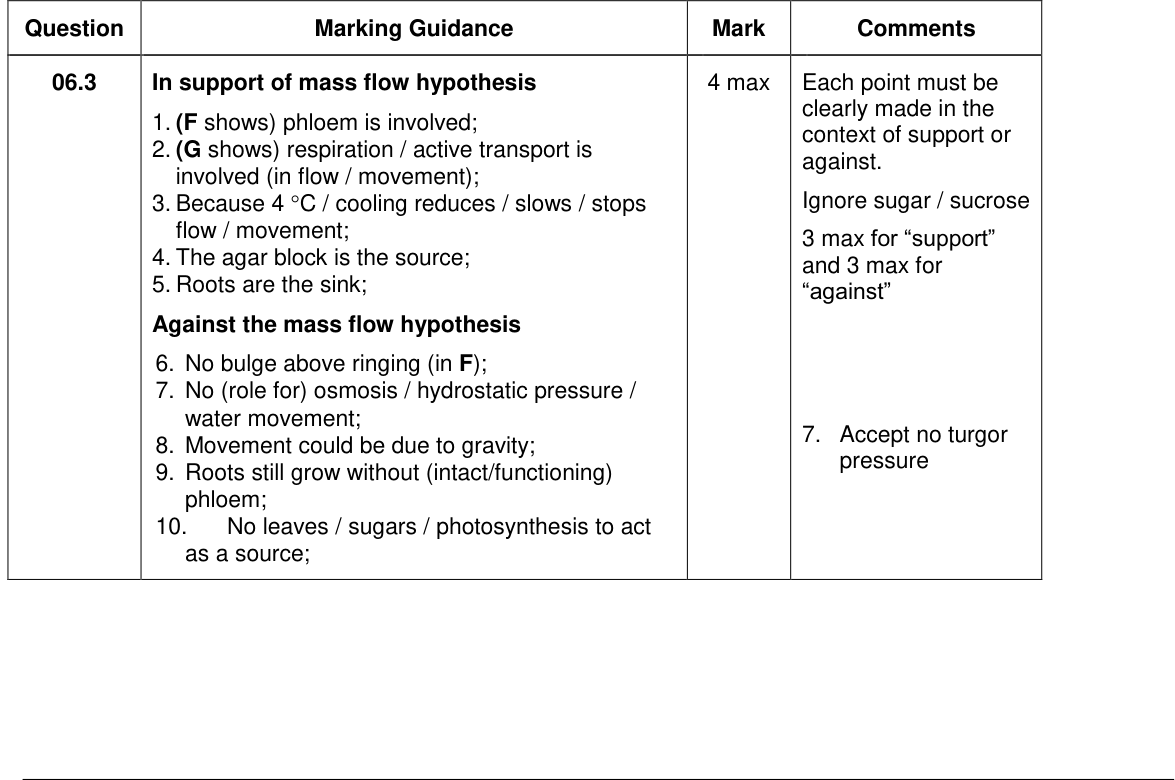 Question Marking Guidance Mark Comments
06.3
In support of mass flow hypothesis
1. (F shows) phloem is involved;
2. (G shows) respiration / active transport is
involved (in flow / movement);
3. Because 4 °C / cooling reduces / slows / stops
flow / movement;
4. The agar block is the source;
5. Roots are the sink;
Against the mass flow hypothesis
6. No bulge above ringing (in F);
7. No (role for) osmosis / hydrostatic pressure /
water movement;
8. Movement could be due to gravity;
9. Roots still grow without (intact/functioning)
phloem;
10. No leaves / sugars / photosynthesis to act
as a source;
4 max
Each point must be
clearly made in the
context of support or
against.
Ignore sugar / sucrose
3 max for “support”
and 3 max for
“against”
7. Accept no turgor
pressure